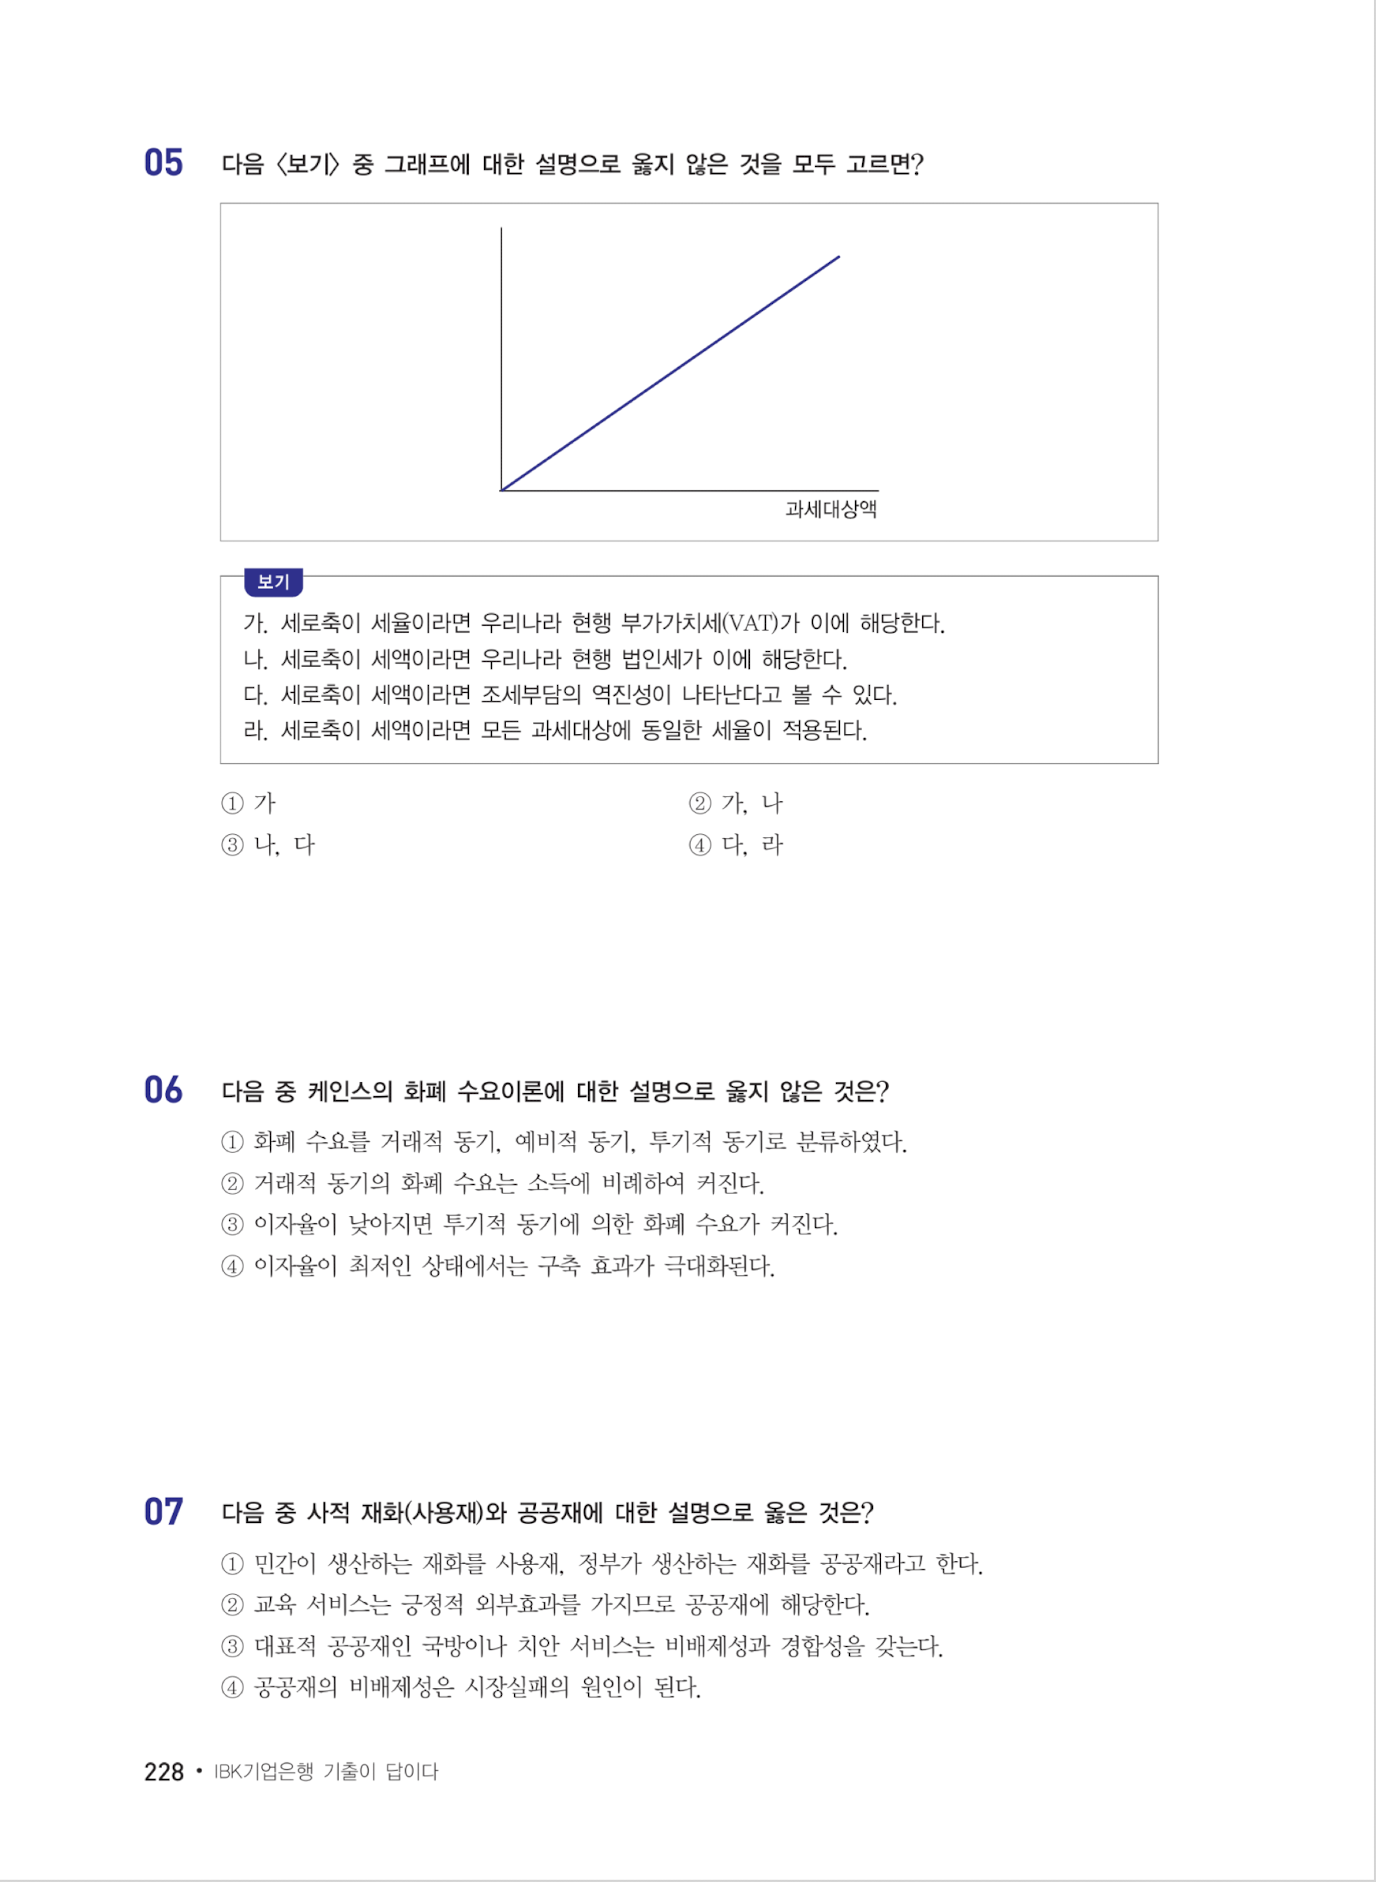 05 다음 〈보기〉 중 그래프에 대한 설명으로 옳지 않은 것을 모두 고르면?
과세대상액
보기
가. 세로축이 세율이라면 우리나라 현행 부가가치세(VAT)가 이에 해당한다.
나. 세로축이 세액이라면 우리나라 현행 법인세가 이에 해당한다.
다. 세로축이 세액이라면 조세부담의 역진성이 나타난다고 볼 수 있다.
라. 세로축이 세액이라면 모든 과세대상에 동일한 세율이 적용된다.
① 가 ② 가, 나
③ 나, 다 ④ 다, 라
06 다음 중 케인스의 화폐 수요이론에 대한 설명으로 옳지 않은 것은?
① 화폐 수요를 거래적 동기, 예비적 동기, 투기적 동기로 분류하였다.
② 거래적 동기의 화폐 수요는 소득에 비례하여 커진다.
③ 이자율이 낮아지면 투기적 동기에 의한 화폐 수요가 커진다.
④ 이자율이 최저인 상태에서는 구축 효과가 극대화된다.
07 다음 중 사적 재화(사용재)와 공공재에 대한 설명으로 옳은 것은?
① 민간이 생산하는 재화를 사용재, 정부가 생산하는 재화를 공공재라고 한다.
② 교육 서비스는 긍정적 외부효과를 가지므로 공공재에 해당한다.
③ 대표적 공공재인 국방이나 치안 서비스는 비배제성과 경합성을 갖는다.
④ 공공재의 비배제성은 시장실패의 원인이 된다.
228 • IBK기업은행 기출이 답이다